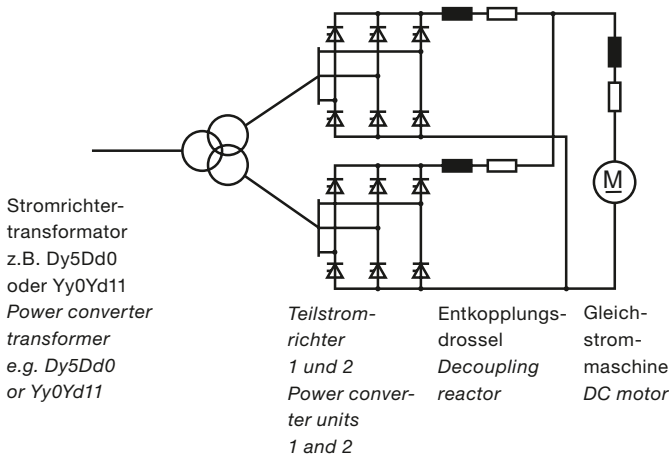 M
Stromrichter-
transformator
z.B. Dy5Dd0
oder Yy0Yd11
Power converter
transformer
e.g. Dy5Dd0
or Yy0Yd11
Teilstrom-
richter
1 und 2
Power conver-
ter units
1 and 2
Entkopplungs-
drossel
Decoupling
reactor
Gleich-
strom-
maschine
DC motor